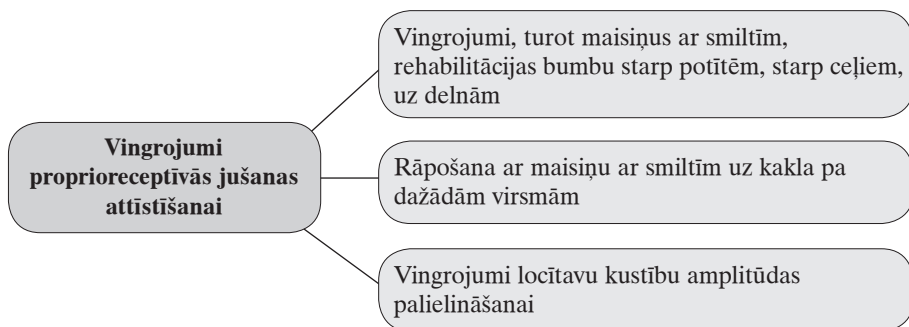 Vingrojumi
proprioreceptīvās jušanas
attīstīšanai
Vingrojumi, turot maisiņus ar smiltīm,
rehabilitācijas bumbu starp potītēm, starp ceļiem,
uz delnām
Rāpošana ar maisiņu ar smiltīm uz kakla pa
dažādām virsmām
Vingrojumi locītavu kustību amplitūdas
palielināšanai